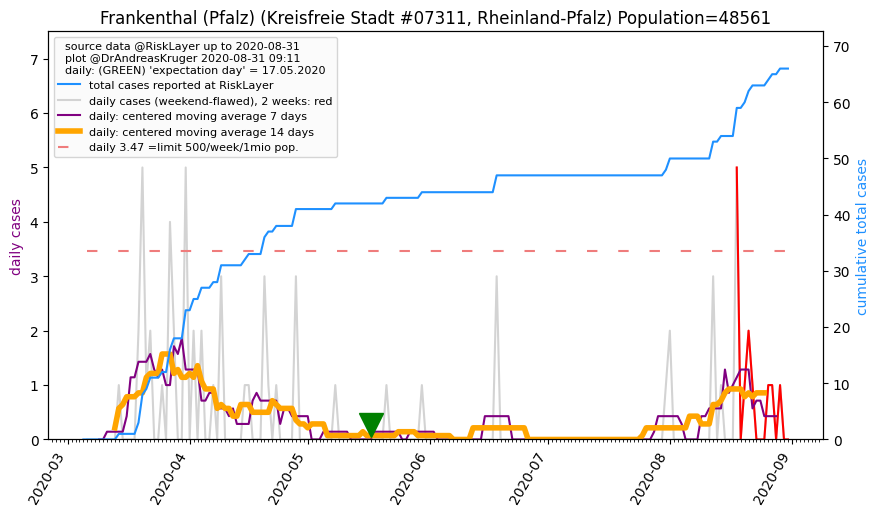 Frankenthal (Pfalz) (Kreisfreie Stadt #07311, Rheinland-Pfalz) Population=48561
source data @RiskLayer up to 2020-08-31
plot @DrAndreasKruger 2020-08-31 09:11
daily: (GREEN) 'expectation day' = 17.05.2020
total cases reported at RiskLayer
daily cases (weekend-flawed), 2 weeks: red
daily: centered moving average 7 days
daily: centered moving average 14 days
daily 3.47 =limit 500/week/1mio pop.
daily cases
7
6
5
4
3
2
1
0
cumulative total cases
70
60
50
40
30
20
10
0
2020-03
2020-04
2020-05
2020-06
2020-07
2020-08
2020-09